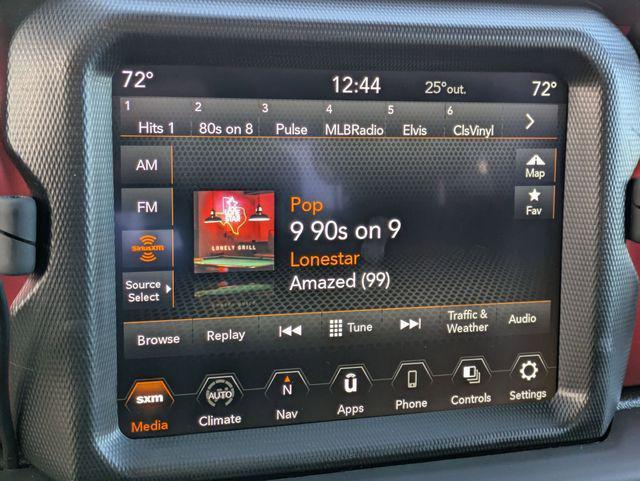 72° 12:44 25°out. 72°
1 2 3 4 5 6
Hits 1 80s on 8 Pulse MLBRadio Elvis ClsVinyl
AM
Map
FM
Fav
Pop
9 90s on 9
SiriusXM
Lonestar
LONELY GRILL
Amazed (99)
Source
Select
Browse Replay Tune Traffic & Audio
Weather
sxm AUTO N
Media Climate Nav Apps Phone Controls Settings